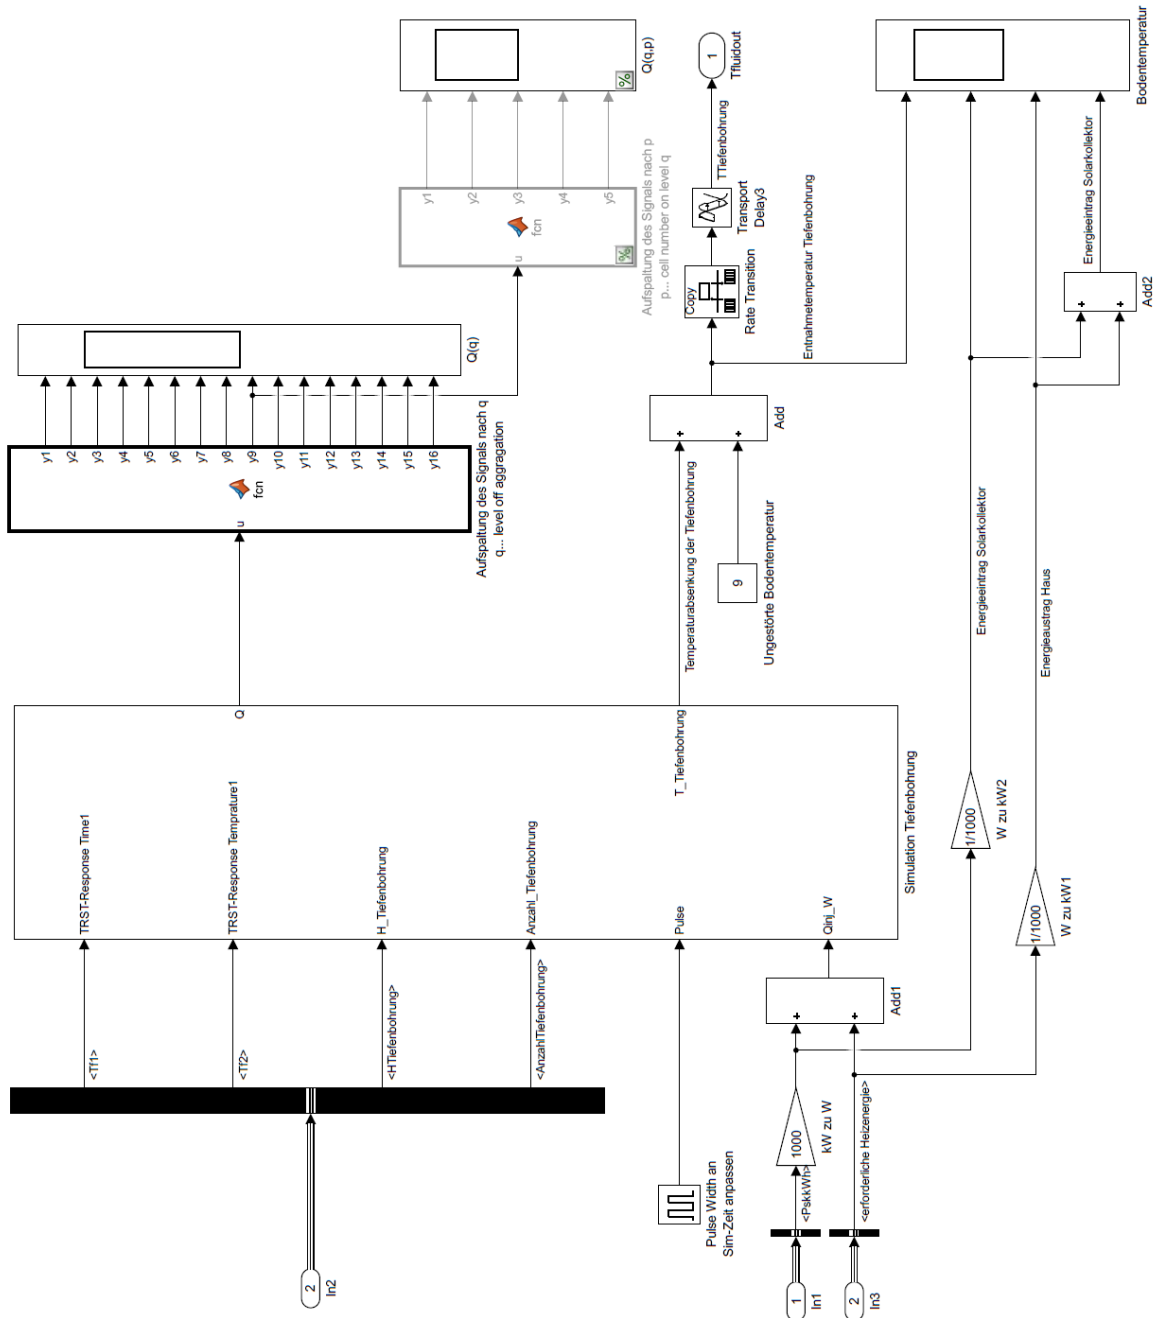 2
In2
<Tf1>
<Tf2>
<HTiefenbohrung>
<AnzahlTiefenbohrung>
Pulse Width an
Sim-Zeit anpassen
1
In1
<PskkWh>
1000
kW zu W
2
In3
<erforderliche Heizenergie>
+
+
Add1
TRST-Response Time1
TRST-Response Temprature1
H_Tiefenbohrung
Anzahl_Tiefenbohrung
Pulse
Qinj_W
Q
T_Tiefenbohrung
Simulation Tiefenbohrung
1/1000
W zu kW2
1/1000
W zu kW1
u
fcn
y1
y2
y3
y4
y5
y6
y7
y8
y9
y10
y11
y12
y13
y14
y15
y16
Aufspaltung des Signals nach q
q... level off aggragation
Q(q)
u
fcn
y1
y2
y3
y4
y5
Aufspaltung des Signals nach p
p... cell number on level q
Q(q,p)
Temperaturabsenkung der Tiefenbohrung
9
Ungestörte Bodentemperatur
+
+
Add
Copy
Rate Transition
Transport
Delay3
TTiefenbohrung
1
Tfluidout
Entnahmetemperatur Tiefenbohrung
Energieeintrag Solarkollektor
Energieaustrag Haus
+
+
Add2
Energieeintrag Solarkollektor
Bodentemperatur